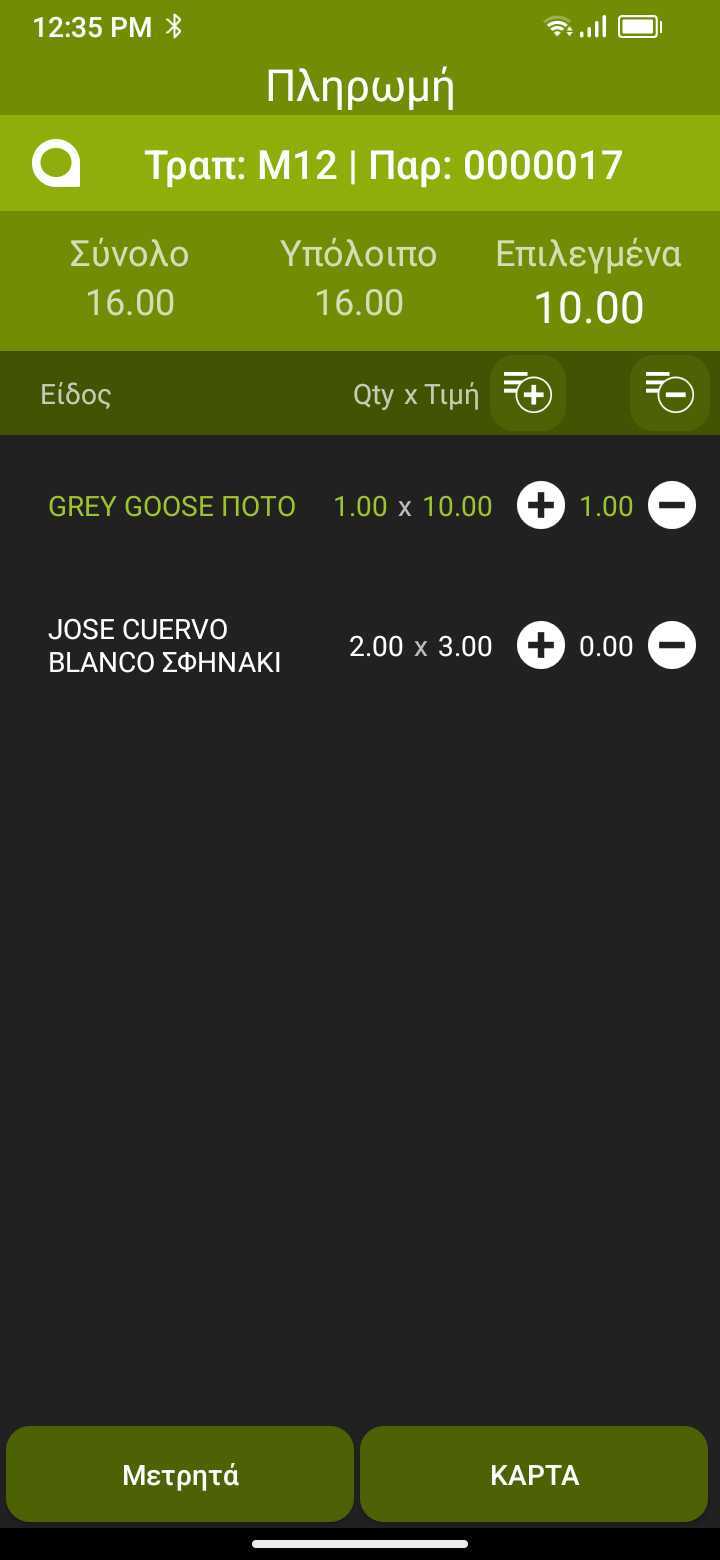 12:35 PM
Πληρωμή
Τραπ: M12 | Παρ: 0000017
Σύνολο Υπόλοιπο Επιλεγμένα
16.00 16.00 10.00
Είδος Qty x Τιμή
GREY GOOSE ΠΟΤΟ 1.00 x 10.00 1.00
JOSE CUERVO
BLANCO ΣΦΗΝΑΚΙ 2.00 x 3.00 0.00
Μετρητά ΚΑΡΤΑ